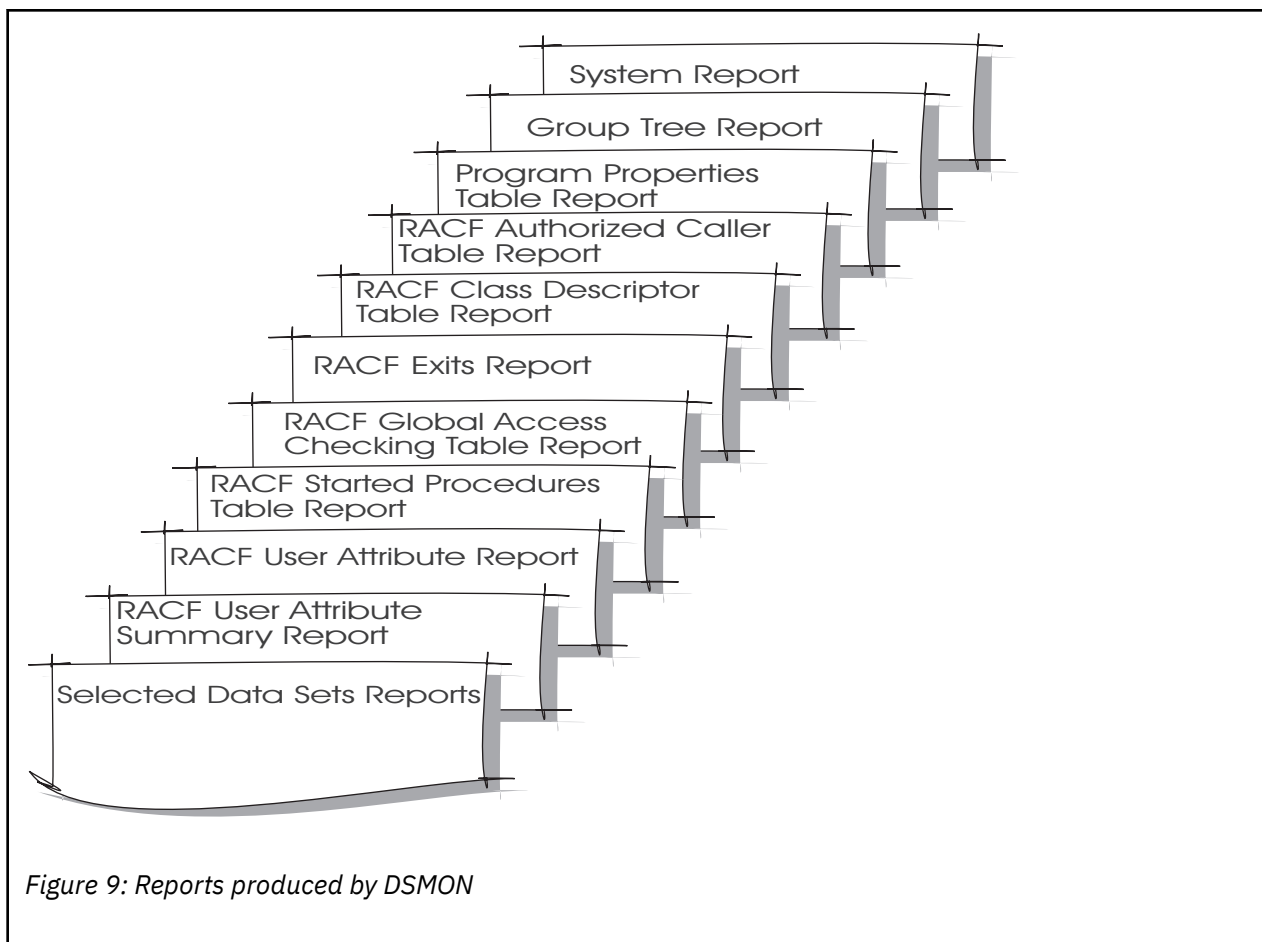 System Report
Group Tree Report
Program Properties
Table Report
RACF Authorized Caller
Table Report
RACF Class Descriptor
Table Report
RACF Exits Report
RACF Global Access
Checking Table Report
RACF Started Procedures
Table Report
RACF User Attribute Report
RACF User Attribute
Summary Report
Selected Data Sets Reports
Figure 9: Reports produced by DSMON